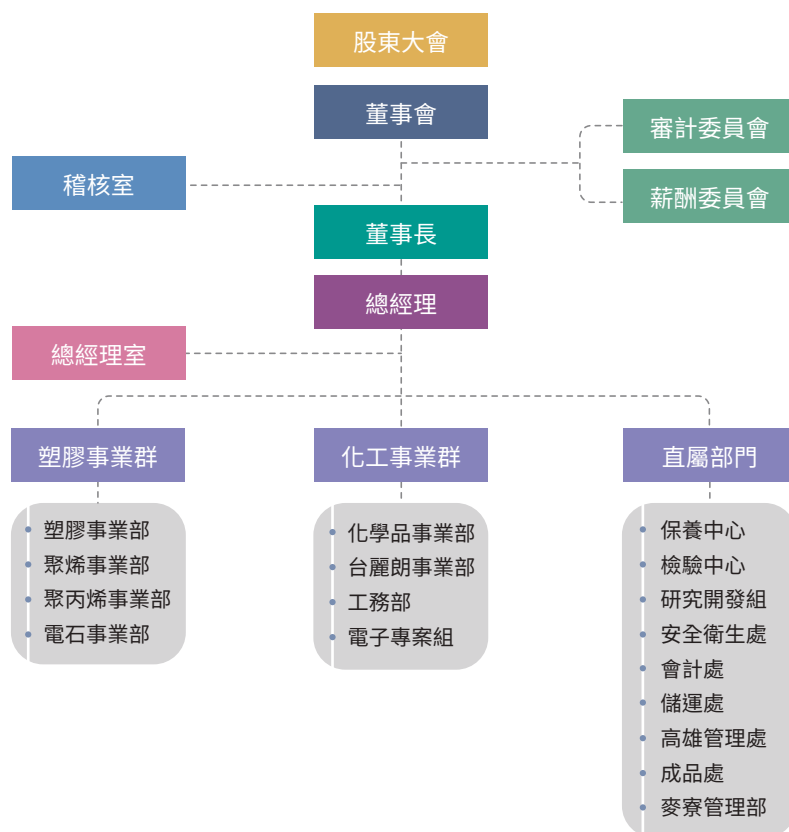 股東大會
董事會
審計委員會
稽核室
薪酬委員會
董事長
總經理
總經理室
塑膠事業群
化工事業群
直屬部門
塑膠事業部
聚烯事業部
聚丙烯事業部
電石事業部
化學品事業部
台麗朗事業部
工務部
電子專案組
保養中心
檢驗中心
研究開發組
安全衛生處
會計處
儲運處
高雄管理處
成品處
麥寮管理部